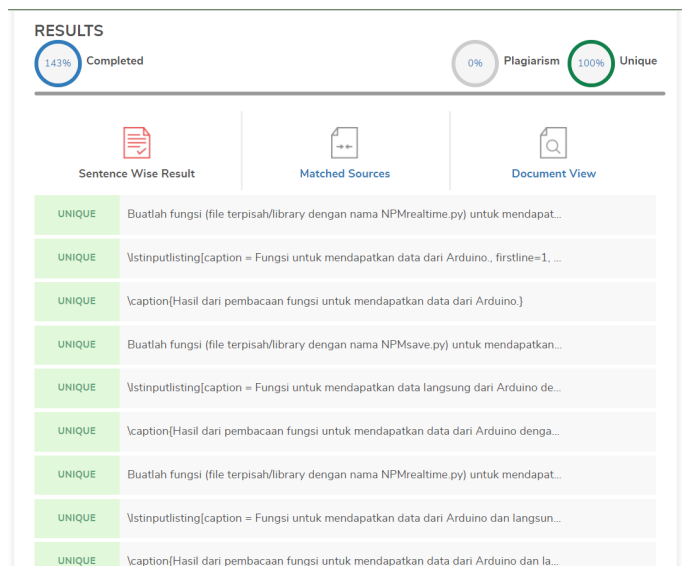 RESULTS
143% Completed
0% Plagiarism 100% Unique
Sentence Wise Result
Matched Sources
Document View
UNIQUE Buatlah fungsi (file terpisah/library dengan nama NPMrealtime.py) untuk mendapat...
UNIQUE \lstinputlisting[caption = Fungsi untuk mendapatkan data dari Arduino., firstline=1, ...
UNIQUE \caption{Hasil dari pembacaan fungsi untuk mendapatkan data dari Arduino.}
UNIQUE Buatlah fungsi (file terpisah/library dengan nama NPMsave.py) untuk mendapatkan...
UNIQUE \lstinputlisting[caption = Fungsi untuk mendapatkan data langsung dari Arduino de...
UNIQUE \caption{Hasil dari pembacaan fungsi untuk mendapatkan data dari Arduino denga...
UNIQUE Buatlah fungsi (file terpisah/library dengan nama NPMrealtime.py) untuk mendapat...
UNIQUE \lstinputlisting[caption = Fungsi untuk mendapatkan data dari Arduino dan langsun...
UNIQUE \caption{Hasil dari pembacaan fungsi untuk mendapatkan data dari Arduino dan la...